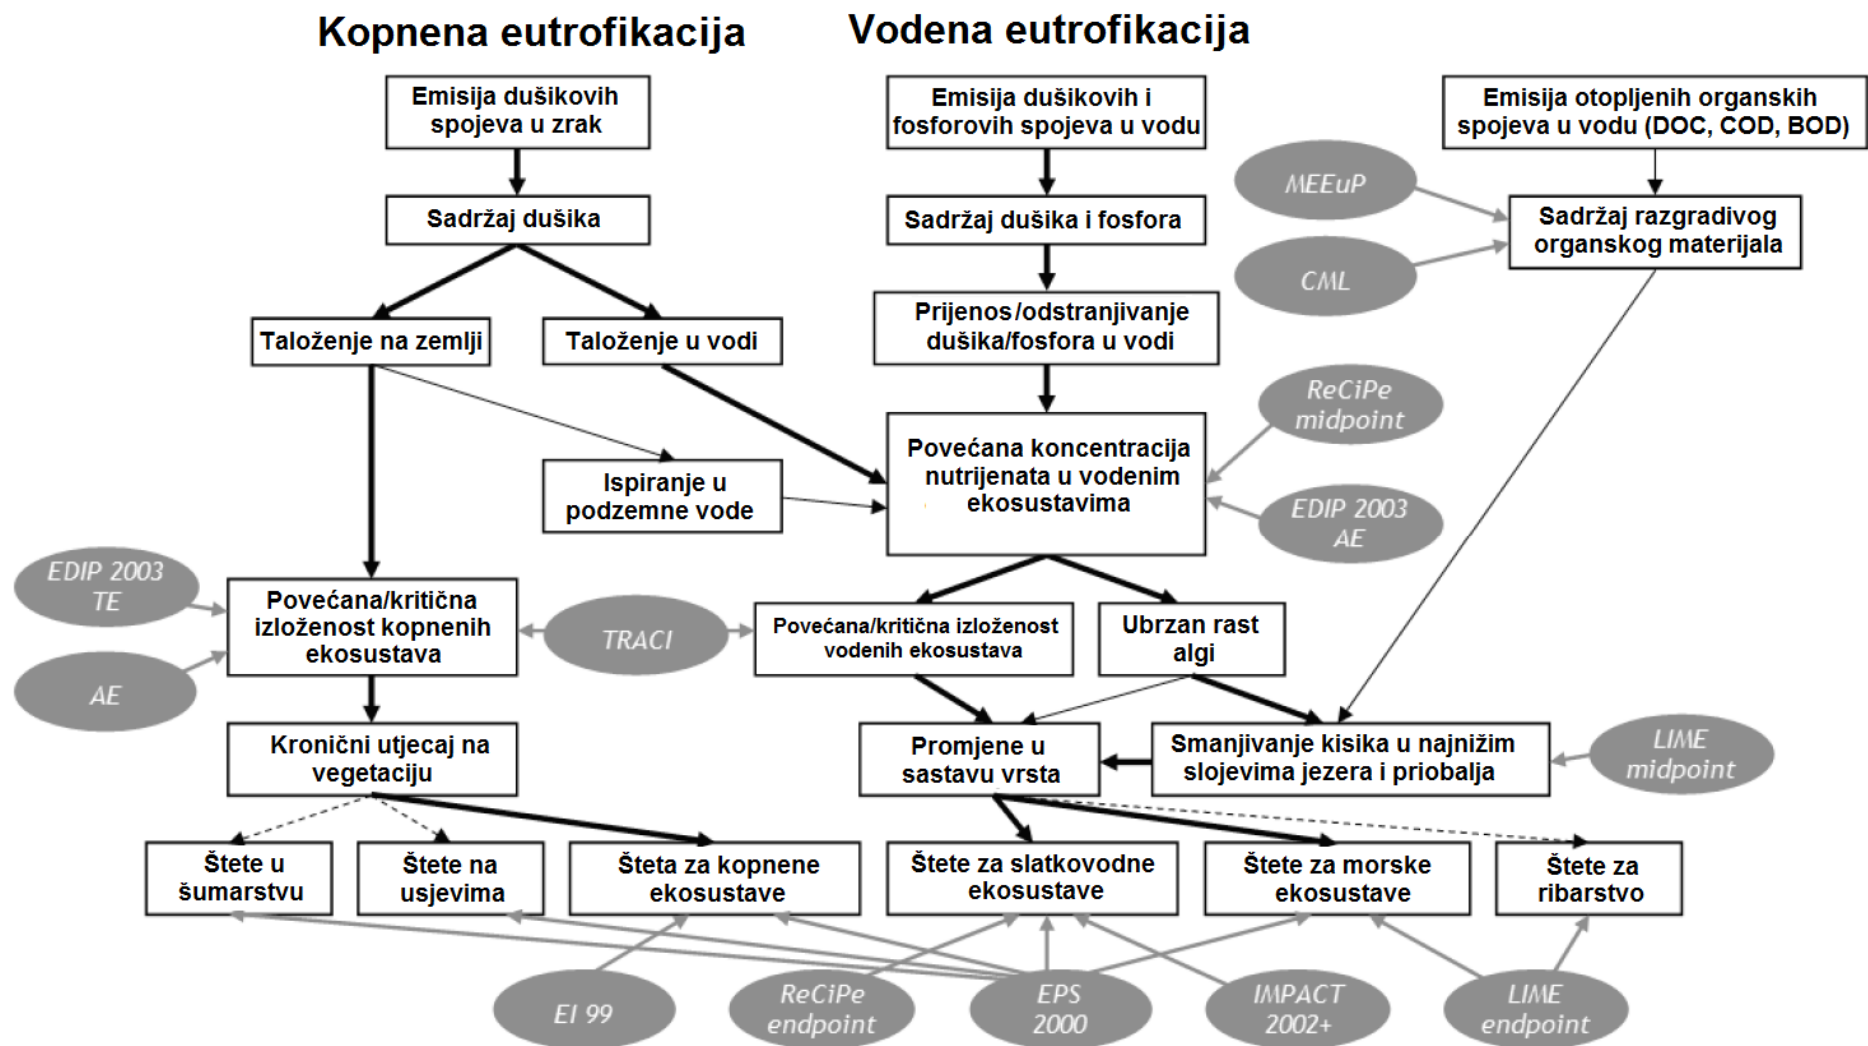 Kopnena eutrofikacija
Vodena eutrofikacija
Emisija dušikovih
spojeva u zrak
Emisija dušikovih i
fosforovih spojeva u vodu
Emisija otopljenih organskih
spojeva u vodu (DOC, COD, BOD)
MEEuP
Sadržaj dušika
Sadržaj dušika i fosfora
Sadržaj razgradivog
organskog materijala
CML
Taloženje na zemlji
Taloženje u vodi
Prijenos/odstranjivanje
dušika/fosfora u vodi
ReCiPe
midpoint
Povećana koncentracija
nutrijenata u vodenim
ekosustavima
Ispiranje u
podzemne vode
EDIP 2003
AE
EDIP 2003
TE
Povećana/kritična
izloženost kopnenih
ekosustava
TRACI
Povećana/kritična izloženost
vodenih ekosustava
Ubrzan rast
algi
AE
Kronični utjecaj na
vegetaciju
Promjene u
sastavu vrsta
Smanjivanje kisika u najnižim
slojevima jezera i priobalja
LIME
midpoint
Štete u
šumarstvu
Štete na
usjevima
Šteta za kopnene
ekosustave
Štete za slatkovodne
ekosustave
Štete za morske
ekosustave
Štete za
ribarstvo
EI 99
ReCiPe
endpoint
EPS
2000
IMPACT
2002+
LIME
endpoint